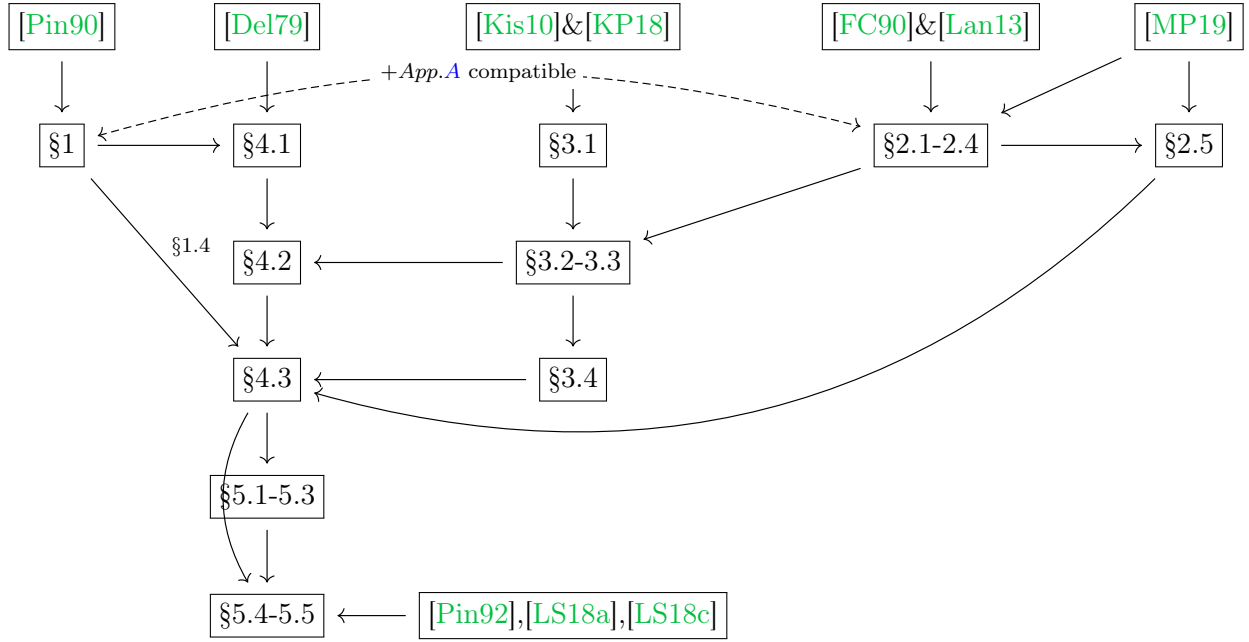 [Pin90] [Del79] [Kis10]&[KP18] [FC90]&[Lan13] [MP19]
+App.A compatible
§1 §4.1 §3.1 §2.1-2.4 §2.5
§1.4
§4.2 §3.2-3.3
§4.3 §3.4
§5.1-5.3
§5.4-5.5 [Pin92],[LS18a],[LS18c]